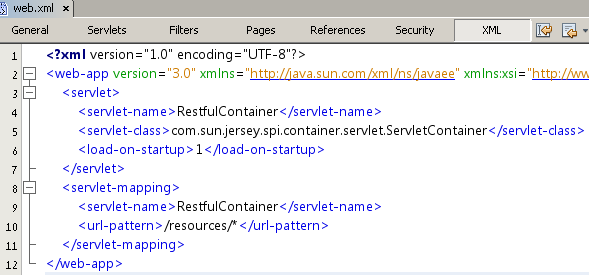 web.xml
General Servlets Filters Pages References Security XML
1 <?xml version="1.0" encoding="UTF-8"?>
2 <web-app version="3.0" xmlns="http://java.sun.com/xml/ns/javaee" xmlns:xsi="http://ww
3 <servlet>
4 <servlet-name>RestfulContainer</servlet-name>
5 <servlet-class>com.sun.jersey.spi.container.servlet.ServletContainer</servlet-class>
6 <load-on-startup>1</load-on-startup>
7 </servlet>
8 <servlet-mapping>
9 <servlet-name>RestfulContainer</servlet-name>
10 <url-pattern>/resources/*</url-pattern>
11 </servlet-mapping>
12 </web-app>